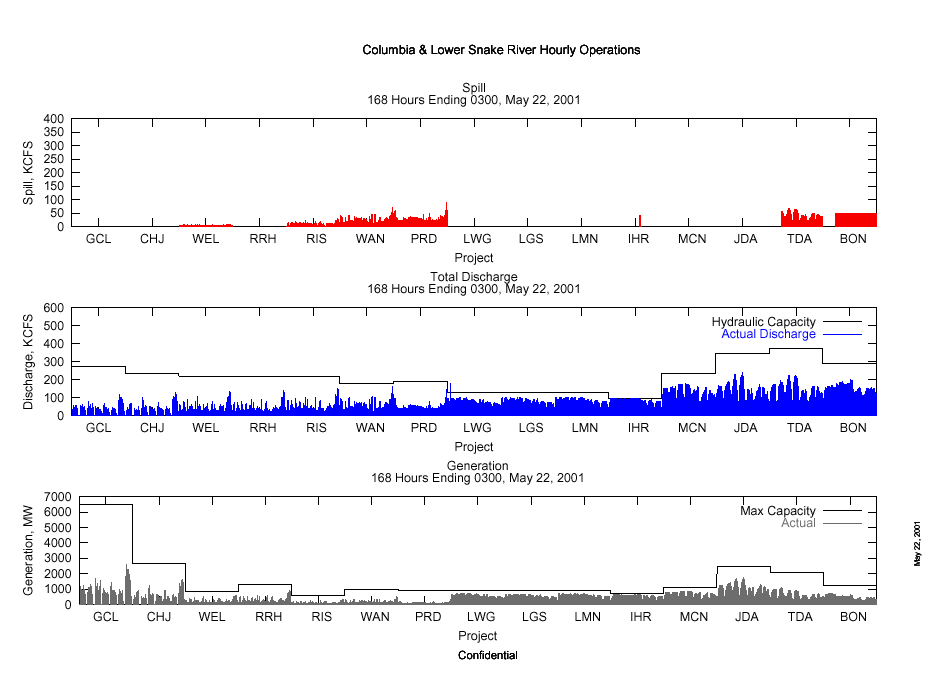 Columbia & Lower Snake River Hourly Operations
Spill
168 Hours Ending 0300, May 22, 2001
Spill, KCFS
400
350
300
250
200
150
100
50
0
GCL CHJ WEL RRH RIS WAN PRD LWG LGS LMN IHR MCN JDA TDA BON
Project
Total Discharge
168 Hours Ending 0300, May 22, 2001
Discharge, KCFS
600
500
400
300
200
100
0
Hydraulic Capacity
Actual Discharge
GCL CHJ WEL RRH RIS WAN PRD LWG LGS LMN IHR MCN JDA TDA BON
Project
Generation
168 Hours Ending 0300, May 22, 2001
Generation, MW
7000
6000
5000
4000
3000
2000
1000
0
Max Capacity
Actual
GCL CHJ WEL RRH RIS WAN PRD LWG LGS LMN IHR MCN JDA TDA BON
Project
Confidential
May 22, 2001